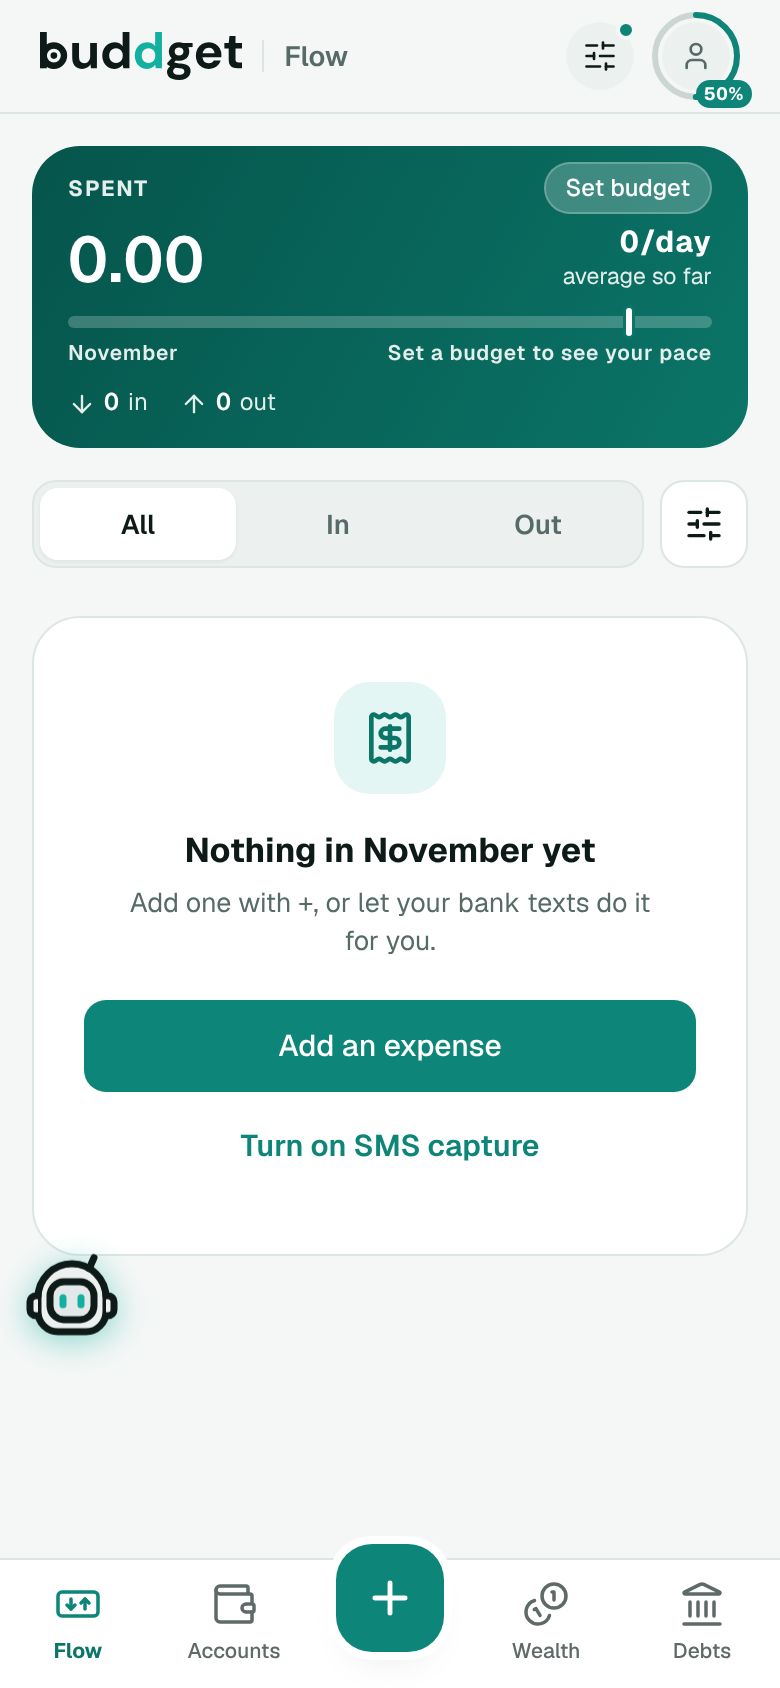 buddget
Flow
50%
SPENT
Set budget
0.00
0/day
average so far
November
Set a budget to see your pace
0 in
0 out
All
In
Out
Nothing in November yet
Add one with +, or let your bank texts do it
for you.
Add an expense
Turn on SMS capture
Flow
Accounts
Wealth
Debts